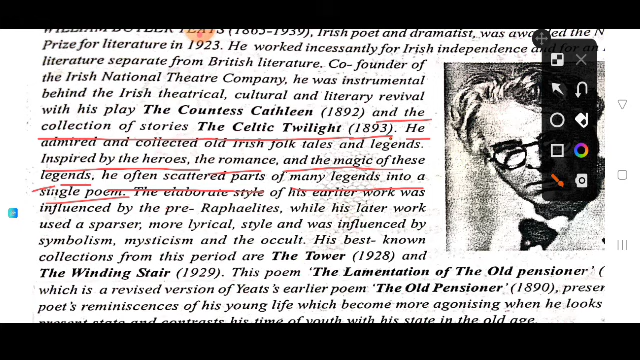 WILLIAM BUTLER YEATS (1865-1939), Irish poet and dramatist, was awarded the N
Prize for literature in 1923. He worked incessantly for Irish independence and for an
literature separate from British literature. Co- founder of
the Irish National Theatre Company, he was instrumental
behind the Irish theatrical, cultural and literary revival
with his play The Countess Cathleen (1892) and the
collection of stories The Celtic Twilight (1893). He
admired and collected old Irish folk tales and legends.
Inspired by the heroes, the romance, and the magic of these
legends, he often scattered parts of many legends into a
single poem. The elaborate style of his earlier work was
influenced by the pre- Raphaelites, while his later work
used a sparser, more lyrical, style and was influenced by
symbolism, mysticism and the occult. His best- known
collections from this period are The Tower (1928) and
The Winding Stair (1929). This poem 'The Lamentation of The Old pensioner' (
which is a revised version of Yeats's earlier poem 'The Old Pensioner' (1890), presen
poet's reminiscences of his young life which become more agonising when he looks
present state and contrasts his time of youth with his state in the old age.